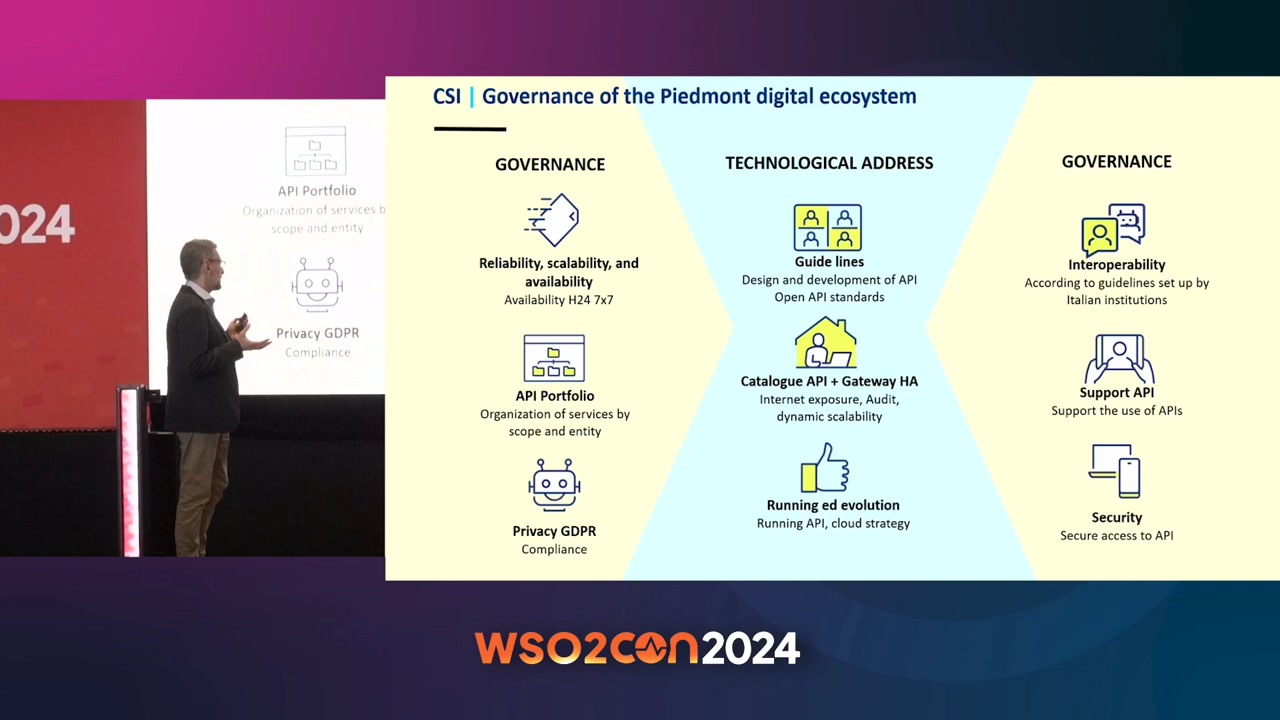 024
API Portfolio
Organization of services b
scope and entity
Privacy GDPR
Compliance
CSI | Governance of the Piedmont digital ecosystem
GOVERNANCE
Reliability, scalability, and
availability
Availability H24 7x7
API Portfolio
Organization of services by
scope and entity
Privacy GDPR
Compliance
TECHNOLOGICAL ADDRESS
Guide lines
Design and development of API
Open API standards
Catalogue API + Gateway HA
Internet exposure, Audit,
dynamic scalability
Running ed evolution
Running API, cloud strategy
GOVERNANCE
Interoperability
According to guidelines set up by
Italian institutions
Support API
Support the use of APIs
Security
Secure access to API
WSO2CON2024